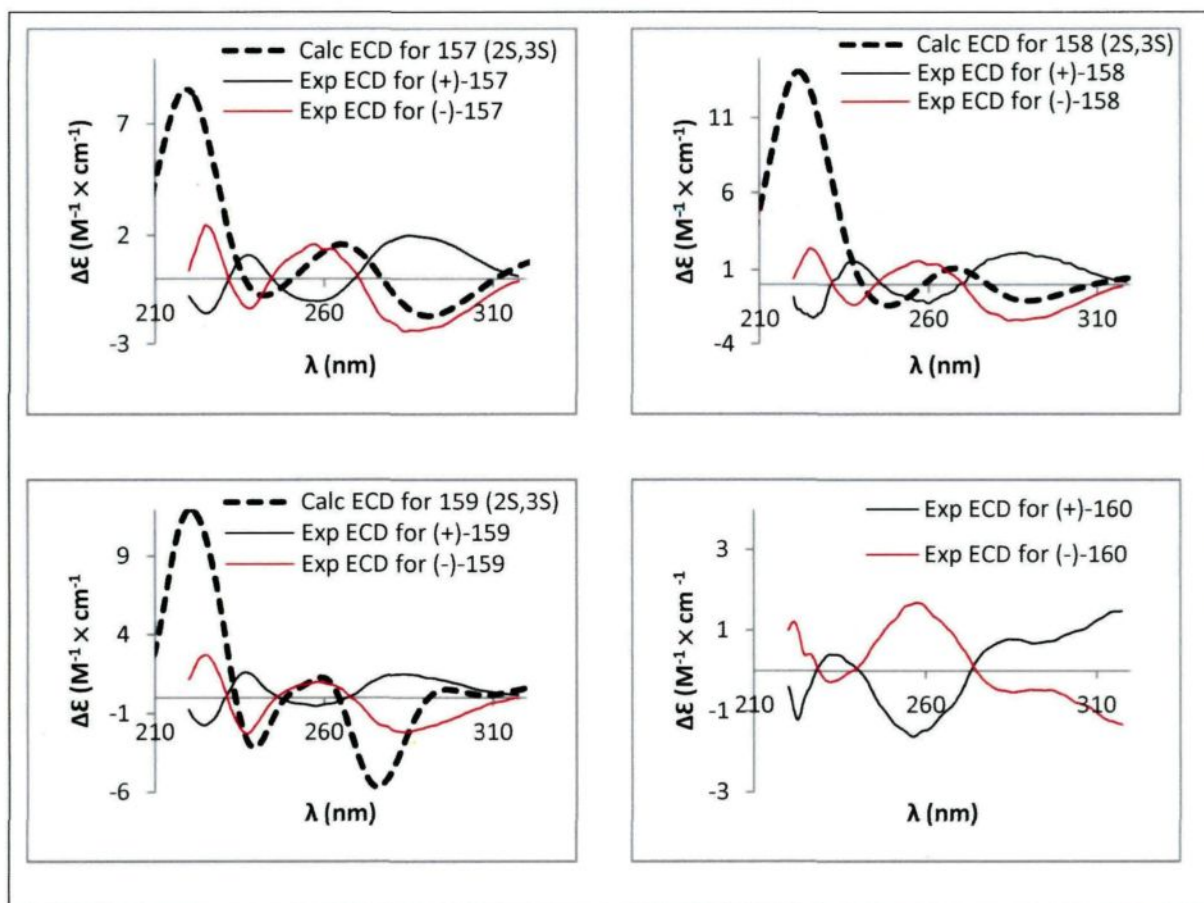 Calc ECD for 157 (2S,3S)
Exp ECD for (+)-157
Exp ECD for (-)-157
7
2
-3
210
260
310
Δε (M⁻¹ × cm⁻¹)
λ (nm)
Calc ECD for 158 (2S,3S)
Exp ECD for (+)-158
Exp ECD for (-)-158
11
6
1
-4
210
260
310
Δε (M⁻¹ × cm⁻¹)
λ (nm)
Calc ECD for 159 (2S,3S)
Exp ECD for (+)-159
Exp ECD for (-)-159
9
4
-1
-6
210
260
310
Δε (M⁻¹ × cm⁻¹)
λ (nm)
Exp ECD for (+)-160
Exp ECD for (-)-160
3
1
-1
-3
210
260
310
Δε (M⁻¹ × cm⁻¹)
λ (nm)